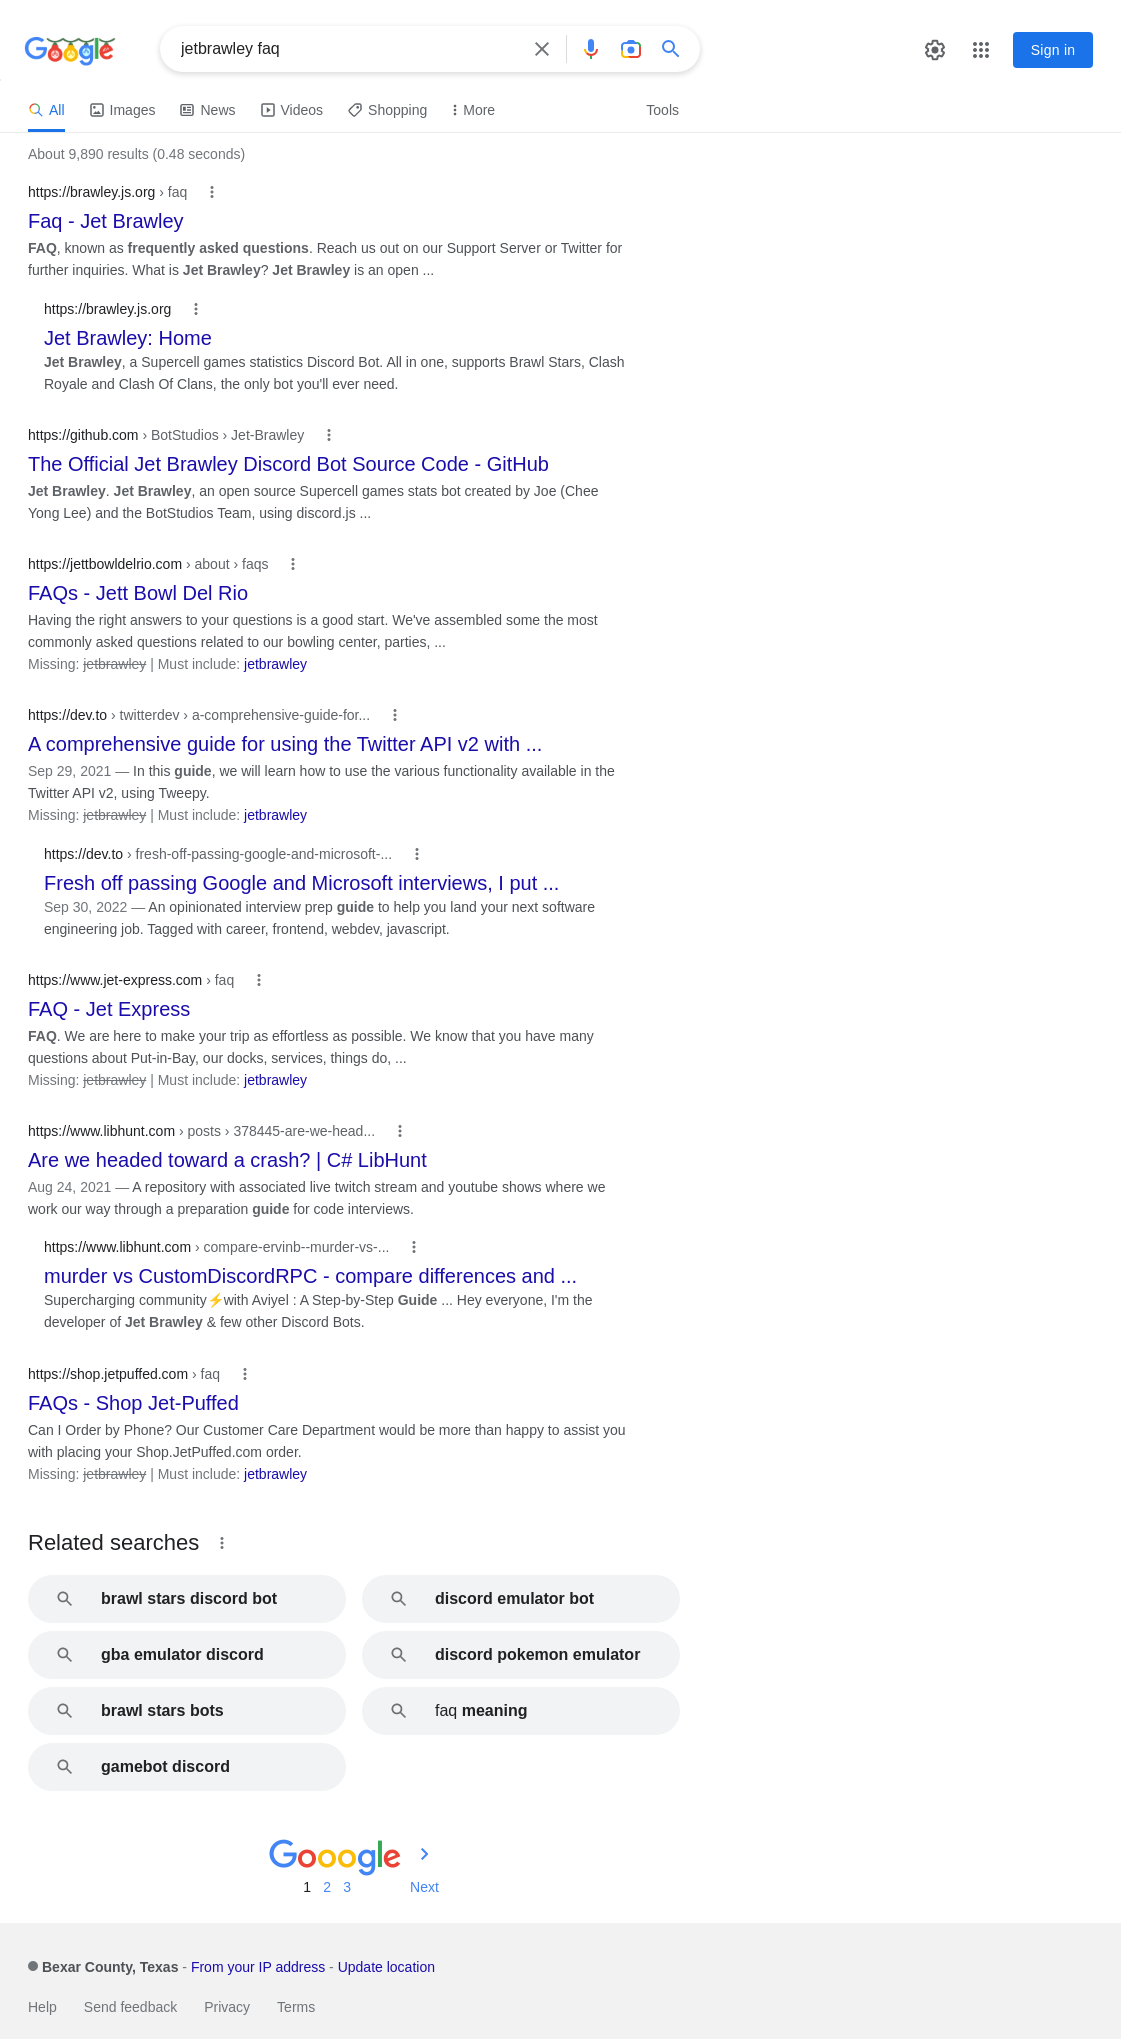 Google
jetbrawley faq
Sign in
All Images News Videos Shopping More Tools
About 9,890 results (0.48 seconds)
https://brawley.js.org › faq
Faq - Jet Brawley
FAQ, known as frequently asked questions. Reach us out on our Support Server or Twitter for
further inquiries. What is Jet Brawley? Jet Brawley is an open ...
https://brawley.js.org
Jet Brawley: Home
Jet Brawley, a Supercell games statistics Discord Bot. All in one, supports Brawl Stars, Clash
Royale and Clash Of Clans, the only bot you'll ever need.
https://github.com › BotStudios › Jet-Brawley
The Official Jet Brawley Discord Bot Source Code - GitHub
Jet Brawley. Jet Brawley, an open source Supercell games stats bot created by Joe (Chee
Yong Lee) and the BotStudios Team, using discord.js ...
https://jettbowldelrio.com › about › faqs
FAQs - Jett Bowl Del Rio
Having the right answers to your questions is a good start. We've assembled some the most
commonly asked questions related to our bowling center, parties, ...
Missing: jetbrawley | Must include: jetbrawley
https://dev.to › twitterdev › a-comprehensive-guide-for...
A comprehensive guide for using the Twitter API v2 with ...
Sep 29, 2021 — In this guide, we will learn how to use the various functionality available in the
Twitter API v2, using Tweepy.
Missing: jetbrawley | Must include: jetbrawley
https://dev.to › fresh-off-passing-google-and-microsoft-...
Fresh off passing Google and Microsoft interviews, I put ...
Sep 30, 2022 — An opinionated interview prep guide to help you land your next software
engineering job. Tagged with career, frontend, webdev, javascript.
https://www.jet-express.com › faq
FAQ - Jet Express
FAQ. We are here to make your trip as effortless as possible. We know that you have many
questions about Put-in-Bay, our docks, services, things do, ...
Missing: jetbrawley | Must include: jetbrawley
https://www.libhunt.com › posts › 378445-are-we-head...
Are we headed toward a crash? | C# LibHunt
Aug 24, 2021 — A repository with associated live twitch stream and youtube shows where we
work our way through a preparation guide for code interviews.
https://www.libhunt.com › compare-ervinb--murder-vs-...
murder vs CustomDiscordRPC - compare differences and ...
Supercharging community⚡with Aviyel : A Step-by-Step Guide ... Hey everyone, I'm the
developer of Jet Brawley & few other Discord Bots.
https://shop.jetpuffed.com › faq
FAQs - Shop Jet-Puffed
Can I Order by Phone? Our Customer Care Department would be more than happy to assist you
with placing your Shop.JetPuffed.com order.
Missing: jetbrawley | Must include: jetbrawley
Related searches
brawl stars discord bot
discord emulator bot
gba emulator discord
discord pokemon emulator
brawl stars bots
faq meaning
gamebot discord
Gooogle
1 2 3 Next
Bexar County, Texas - From your IP address - Update location
Help Send feedback Privacy Terms